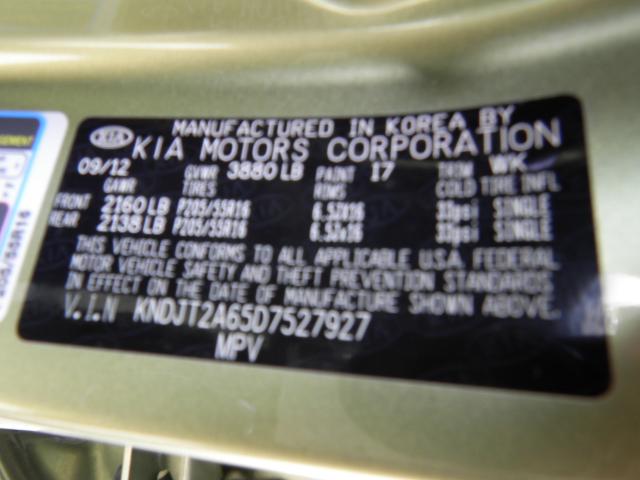 MANUFACTURED IN KOREA BY
KIA KIA MOTORS CORPORATION
09/12 GVWR 3880 LB PAINT 17 TRIM WK
GAWR TIRES RIMS COLD TIRE INFL
FRONT 2160 LB P205/55R16 6.5JX16 33psi SINGLE
REAR 2138 LB P205/55R16 6.5Jx16 33psi SINGLE
THIS VEHICLE CONFORMS TO ALL APPLICABLE U.S.A. FEDERAL
MOTOR VEHICLE SAFETY AND THEFT PREVENTION STANDARDS
IN EFFECT ON THE DATE OF MANUFACTURE SHOWN ABOVE.
V.I.N KNDJT2A65D7527927
MPV